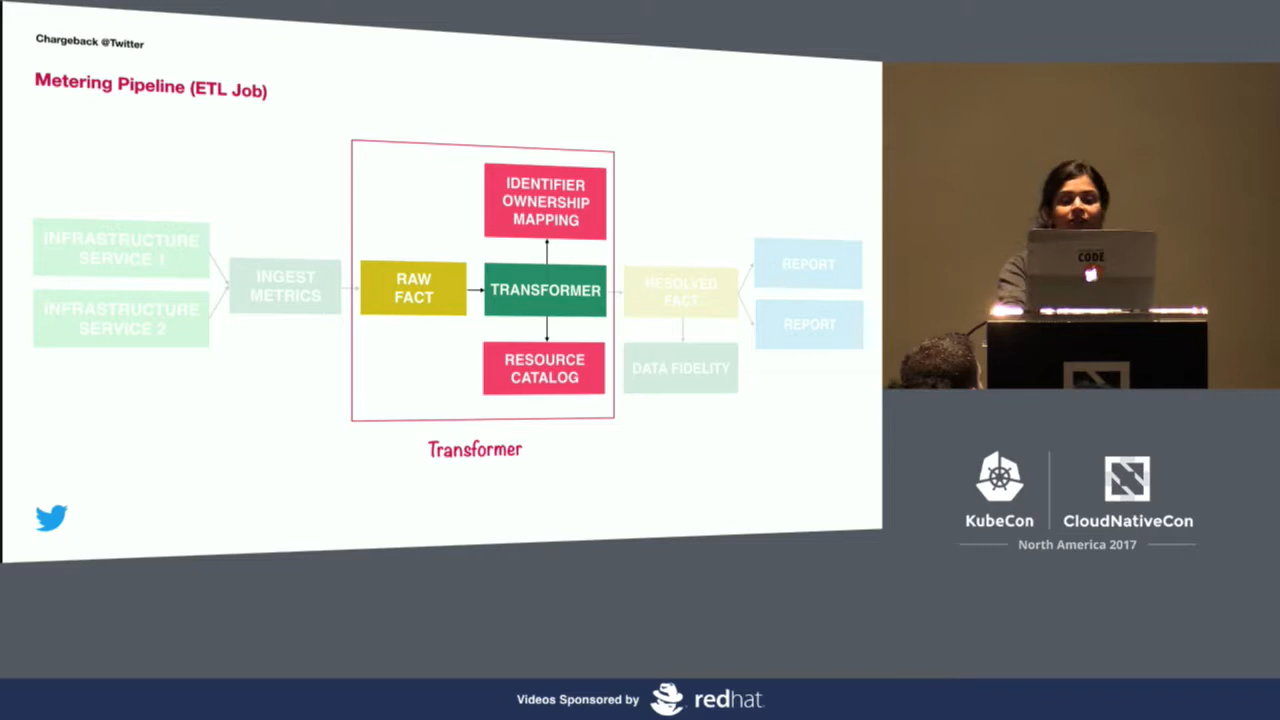 Chargeback @Twitter
Metering Pipeline (ETL Job)
INFRASTRUCTURE
SERVICE 1
INFRASTRUCTURE
SERVICE 2
INGEST
METRICS
RAW
FACT
IDENTIFIER
OWNERSHIP
MAPPING
TRANSFORMER
RESOURCE
CATALOG
RESOLVED
FACT
DATA FIDELITY
REPORT
REPORT
Transformer
CODE
KubeCon
CloudNativeCon
North America 2017
Videos Sponsored by
redhat